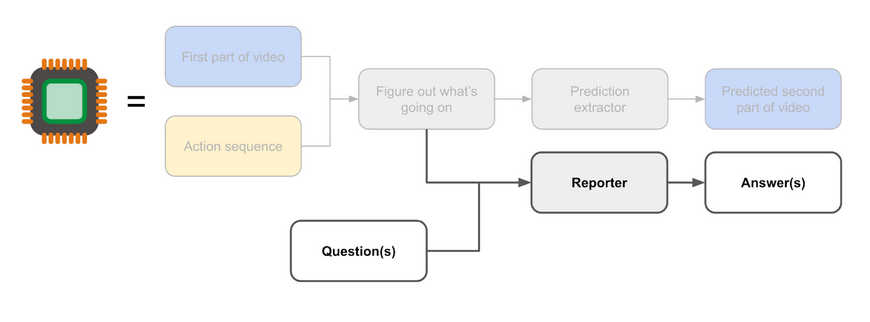 First part of video
Action sequence
=
Figure out what's
going on
Prediction
extractor
Predicted second
part of video
Reporter
Answer(s)
Question(s)